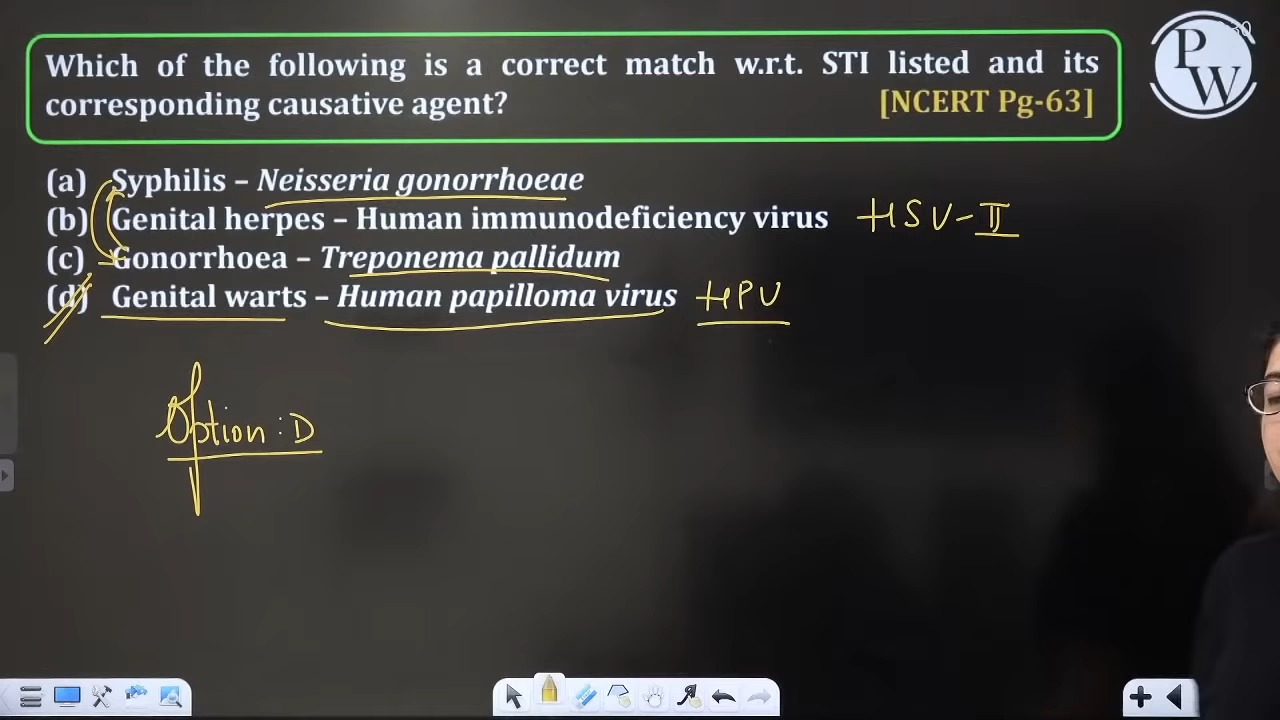 Which of the following is a correct match w.r.t. STI listed and its
corresponding causative agent? [NCERT Pg-63]
PW
(a) Syphilis – Neisseria gonorrhoeae
(b) Genital herpes – Human immunodeficiency virus HSV-II
(c) Gonorrhoea – Treponema pallidum
(d) Genital warts – Human papilloma virus HPV
Option : D